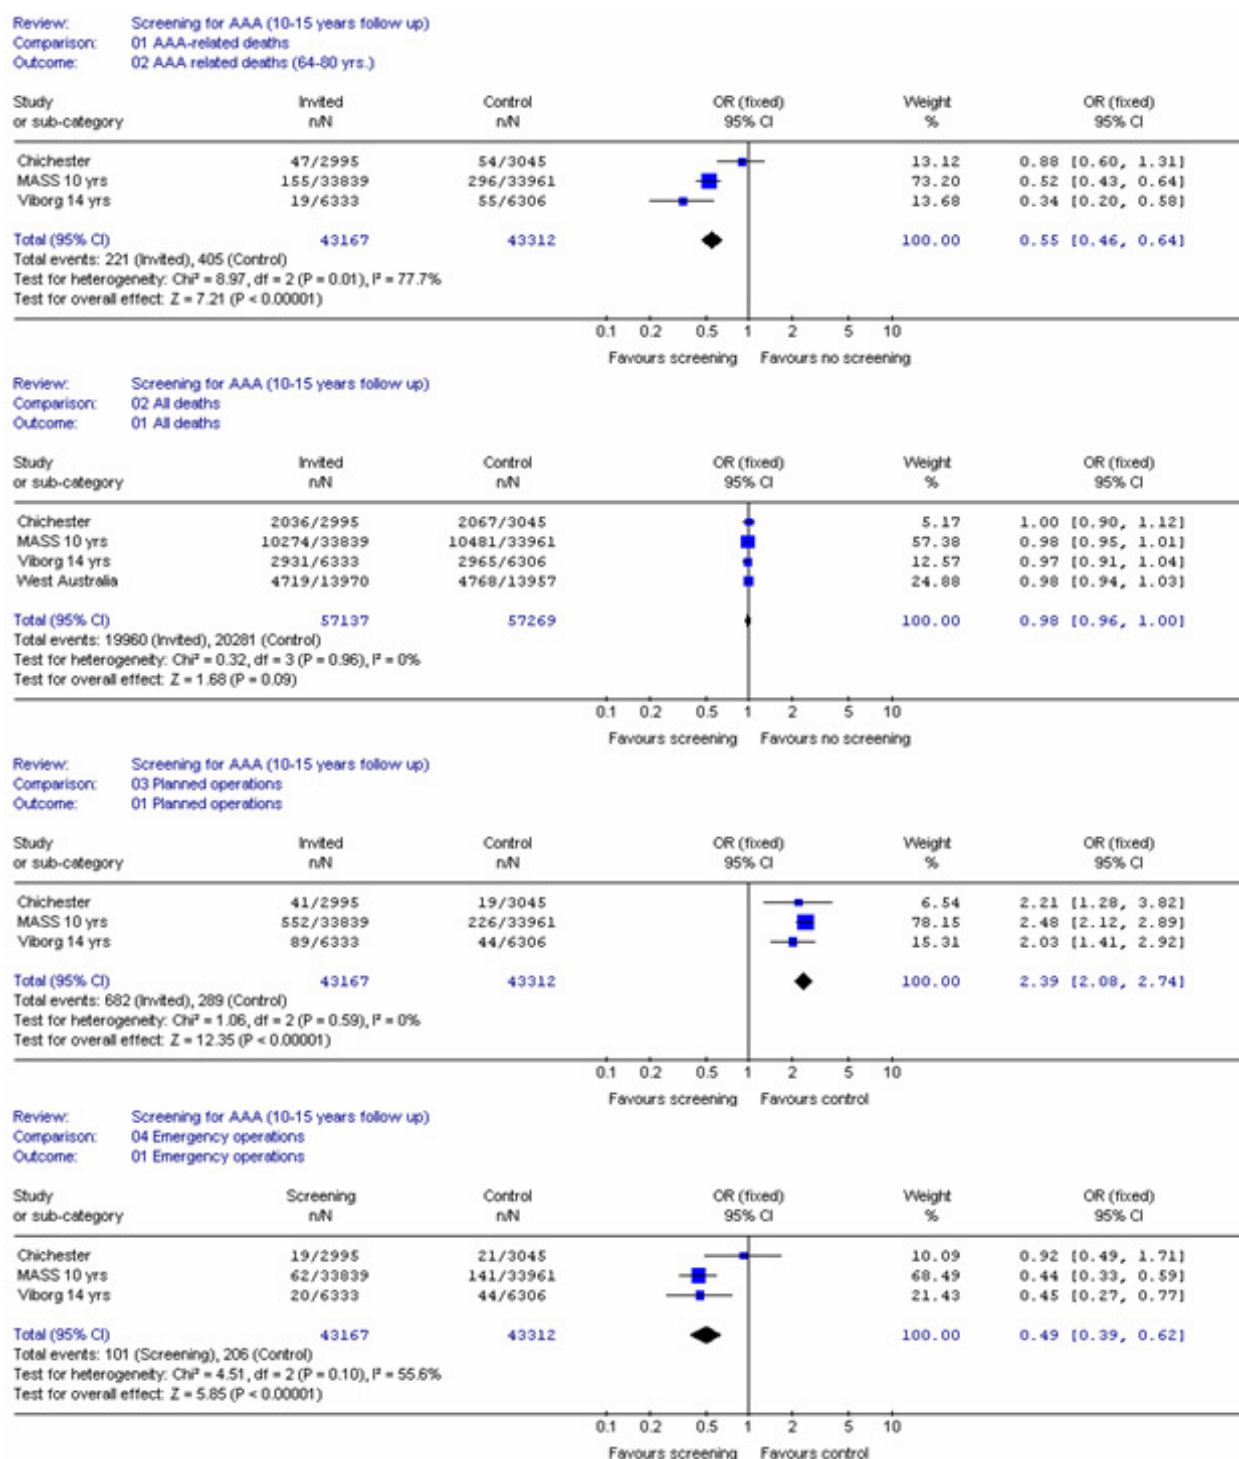 Review: Screening for AAA (10-15 years follow up)
Comparison: 01 AAA-related deaths
Outcome: 02 AAA related deaths (64-80 yrs.)
Study Invited Control OR (fixed) Weight OR (fixed)
or sub-category n/N n/N 95% CI % 95% CI
Chichester 47/2995 54/3045 13.12 0.88 [0.60, 1.31]
MASS 10 yrs 155/33839 296/33961 73.20 0.52 [0.43, 0.64]
Viborg 14 yrs 19/6333 55/6306 13.68 0.34 [0.20, 0.58]
Total (95% CI) 43167 43312 100.00 0.55 [0.46, 0.64]
Total events: 221 (Invited), 405 (Control)
Test for heterogeneity: Chi² = 8.97, df = 2 (P = 0.01), I² = 77.7%
Test for overall effect: Z = 7.21 (P < 0.00001)
0.1 0.2 0.5 1 2 5 10
Favours screening Favours no screening
Review: Screening for AAA (10-15 years follow up)
Comparison: 02 All deaths
Outcome: 01 All deaths
Study Invited Control OR (fixed) Weight OR (fixed)
or sub-category n/N n/N 95% CI % 95% CI
Chichester 2036/2995 2067/3045 5.17 1.00 [0.90, 1.12]
MASS 10 yrs 10274/33839 10481/33961 57.38 0.98 [0.95, 1.01]
Viborg 14 yrs 2931/6333 2965/6306 12.57 0.97 [0.91, 1.04]
West Australia 4719/13970 4768/13957 24.88 0.98 [0.94, 1.03]
Total (95% CI) 57137 57269 100.00 0.98 [0.96, 1.00]
Total events: 19960 (Invited), 20281 (Control)
Test for heterogeneity: Chi² = 0.32, df = 3 (P = 0.96), I² = 0%
Test for overall effect: Z = 1.68 (P = 0.09)
0.1 0.2 0.5 1 2 5 10
Favours screening Favours no screening
Review: Screening for AAA (10-15 years follow up)
Comparison: 03 Planned operations
Outcome: 01 Planned operations
Study Invited Control OR (fixed) Weight OR (fixed)
or sub-category n/N n/N 95% CI % 95% CI
Chichester 41/2995 19/3045 6.54 2.21 [1.28, 3.82]
MASS 10 yrs 552/33839 226/33961 78.15 2.48 [2.12, 2.89]
Viborg 14 yrs 89/6333 44/6306 15.31 2.03 [1.41, 2.92]
Total (95% CI) 43167 43312 100.00 2.39 [2.08, 2.74]
Total events: 682 (Invited), 289 (Control)
Test for heterogeneity: Chi² = 1.06, df = 2 (P = 0.59), I² = 0%
Test for overall effect: Z = 12.35 (P < 0.00001)
0.1 0.2 0.5 1 2 5 10
Favours screening Favours control
Review: Screening for AAA (10-15 years follow up)
Comparison: 04 Emergency operations
Outcome: 01 Emergency operations
Study Screening Control OR (fixed) Weight OR (fixed)
or sub-category n/N n/N 95% CI % 95% CI
Chichester 19/2995 21/3045 10.09 0.92 [0.49, 1.71]
MASS 10 yrs 62/33839 141/33961 68.49 0.44 [0.33, 0.59]
Viborg 14 yrs 20/6333 44/6306 21.43 0.45 [0.27, 0.77]
Total (95% CI) 43167 43312 100.00 0.49 [0.39, 0.62]
Total events: 101 (Screening), 206 (Control)
Test for heterogeneity: Chi² = 4.51, df = 2 (P = 0.10), I² = 55.6%
Test for overall effect: Z = 5.85 (P < 0.00001)
0.1 0.2 0.5 1 2 5 10
Favours screening Favours control